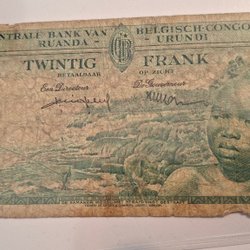 CENTRALE BANK VAN BELGISCH-CONGO
RUANDA - URUNDI
TWINTIG FRANK
BETAALBAAR OP ZICHT
Een Directeur De Gouverneur